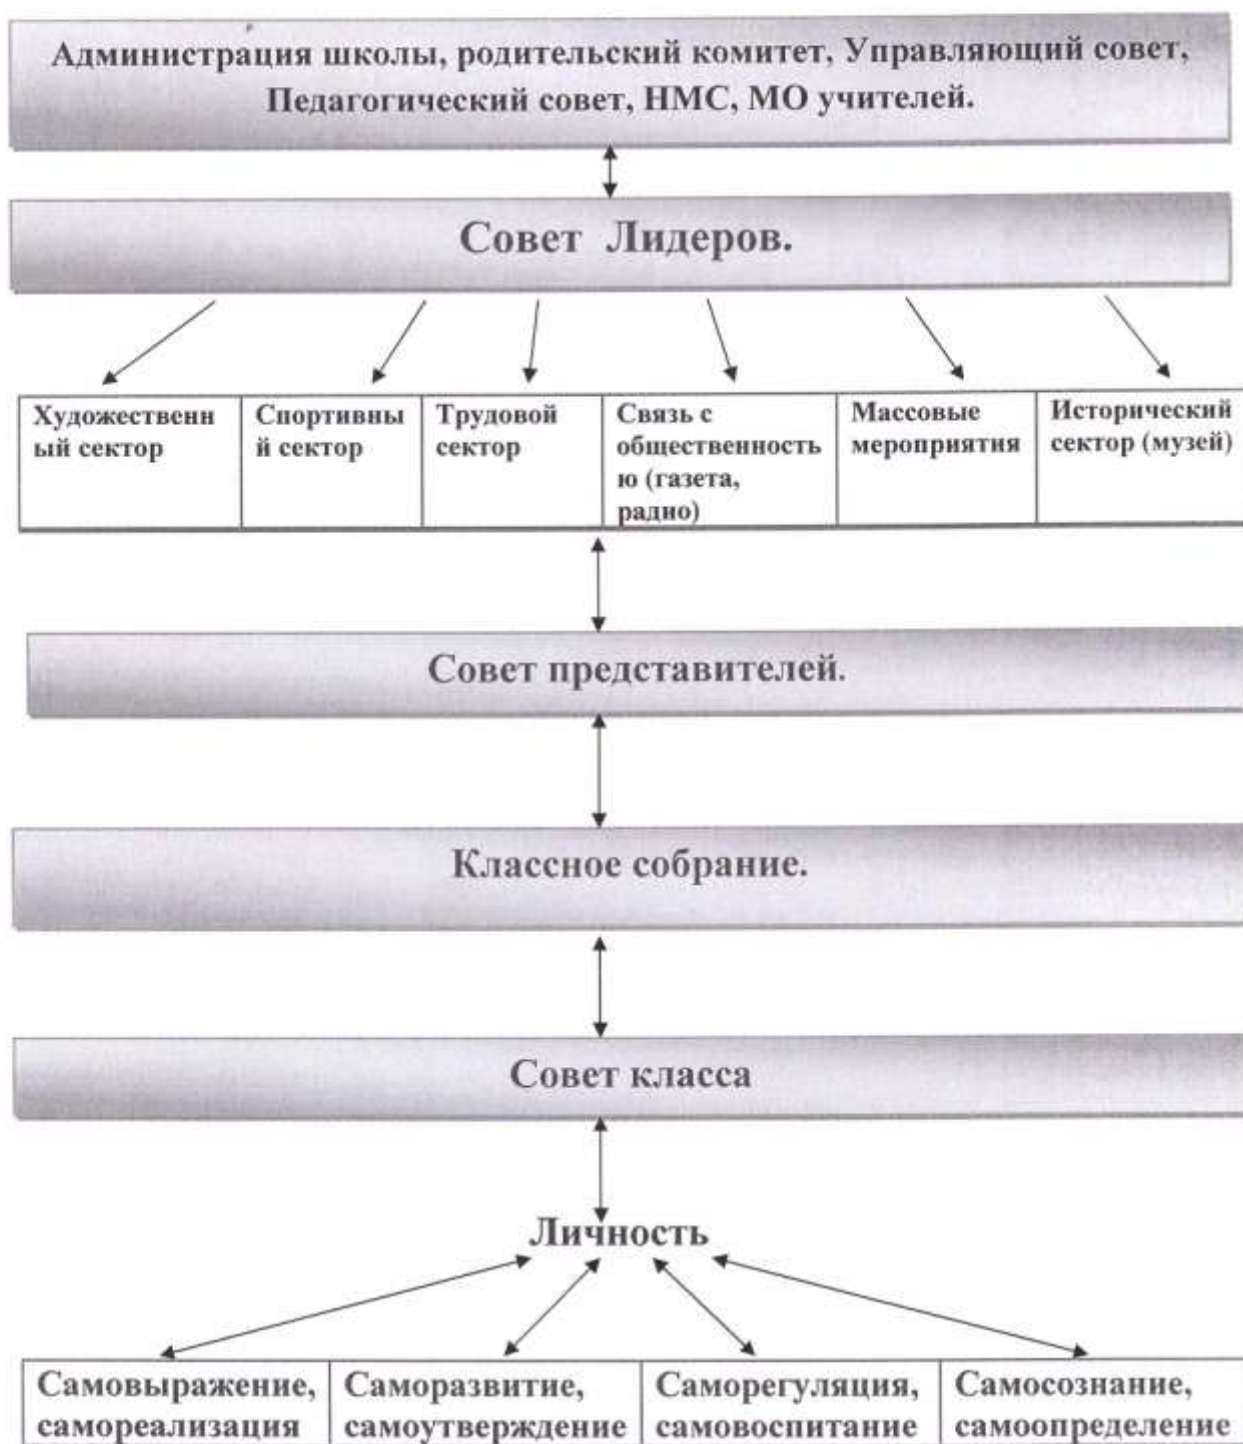 Администрация школы, родительский комитет, Управляющий совет,
Педагогический совет, НМС, МО учителей.
Совет Лидеров.
Художественн
ый сектор
Спортивны
й сектор
Трудовой
сектор
Связь с
общественность
ю (газета,
радио)
Массовые
мероприятия
Исторический
сектор (музей)
Совет представителей.
Классное собрание.
Совет класса
Личность
Самовыражение,
самореализация
Саморазвитие,
самоутверждение
Саморегуляция,
самовоспитание
Самосознание,
самоопределение